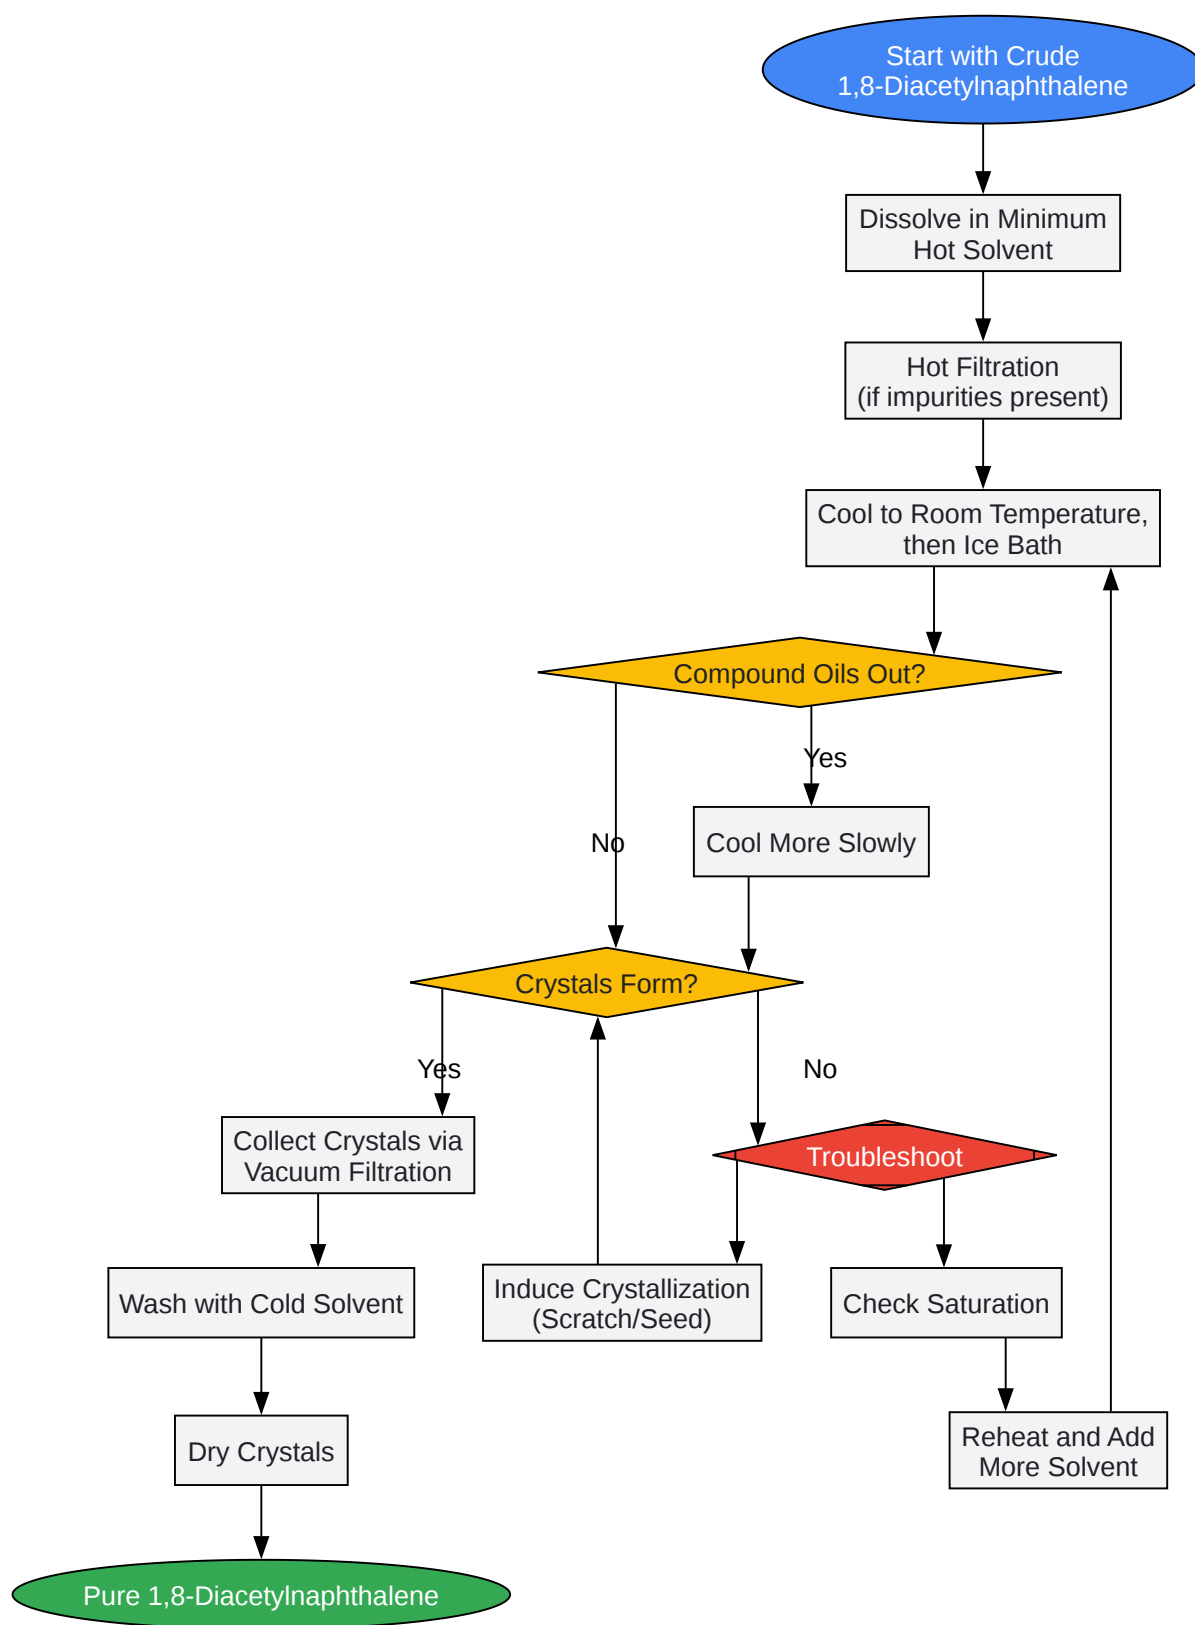 Start with Crude
1,8-Diacetylnaphthalene
Dissolve in Minimum
Hot Solvent
Hot Filtration
(if impurities present)
Cool to Room Temperature,
then Ice Bath
Compound Oils Out?
Yes
No
Cool More Slowly
Crystals Form?
Yes
No
Collect Crystals via
Vacuum Filtration
Troubleshoot
Wash with Cold Solvent
Induce Crystallization
(Scratch/Seed)
Check Saturation
Dry Crystals
Reheat and Add
More Solvent
Pure 1,8-Diacetylnaphthalene